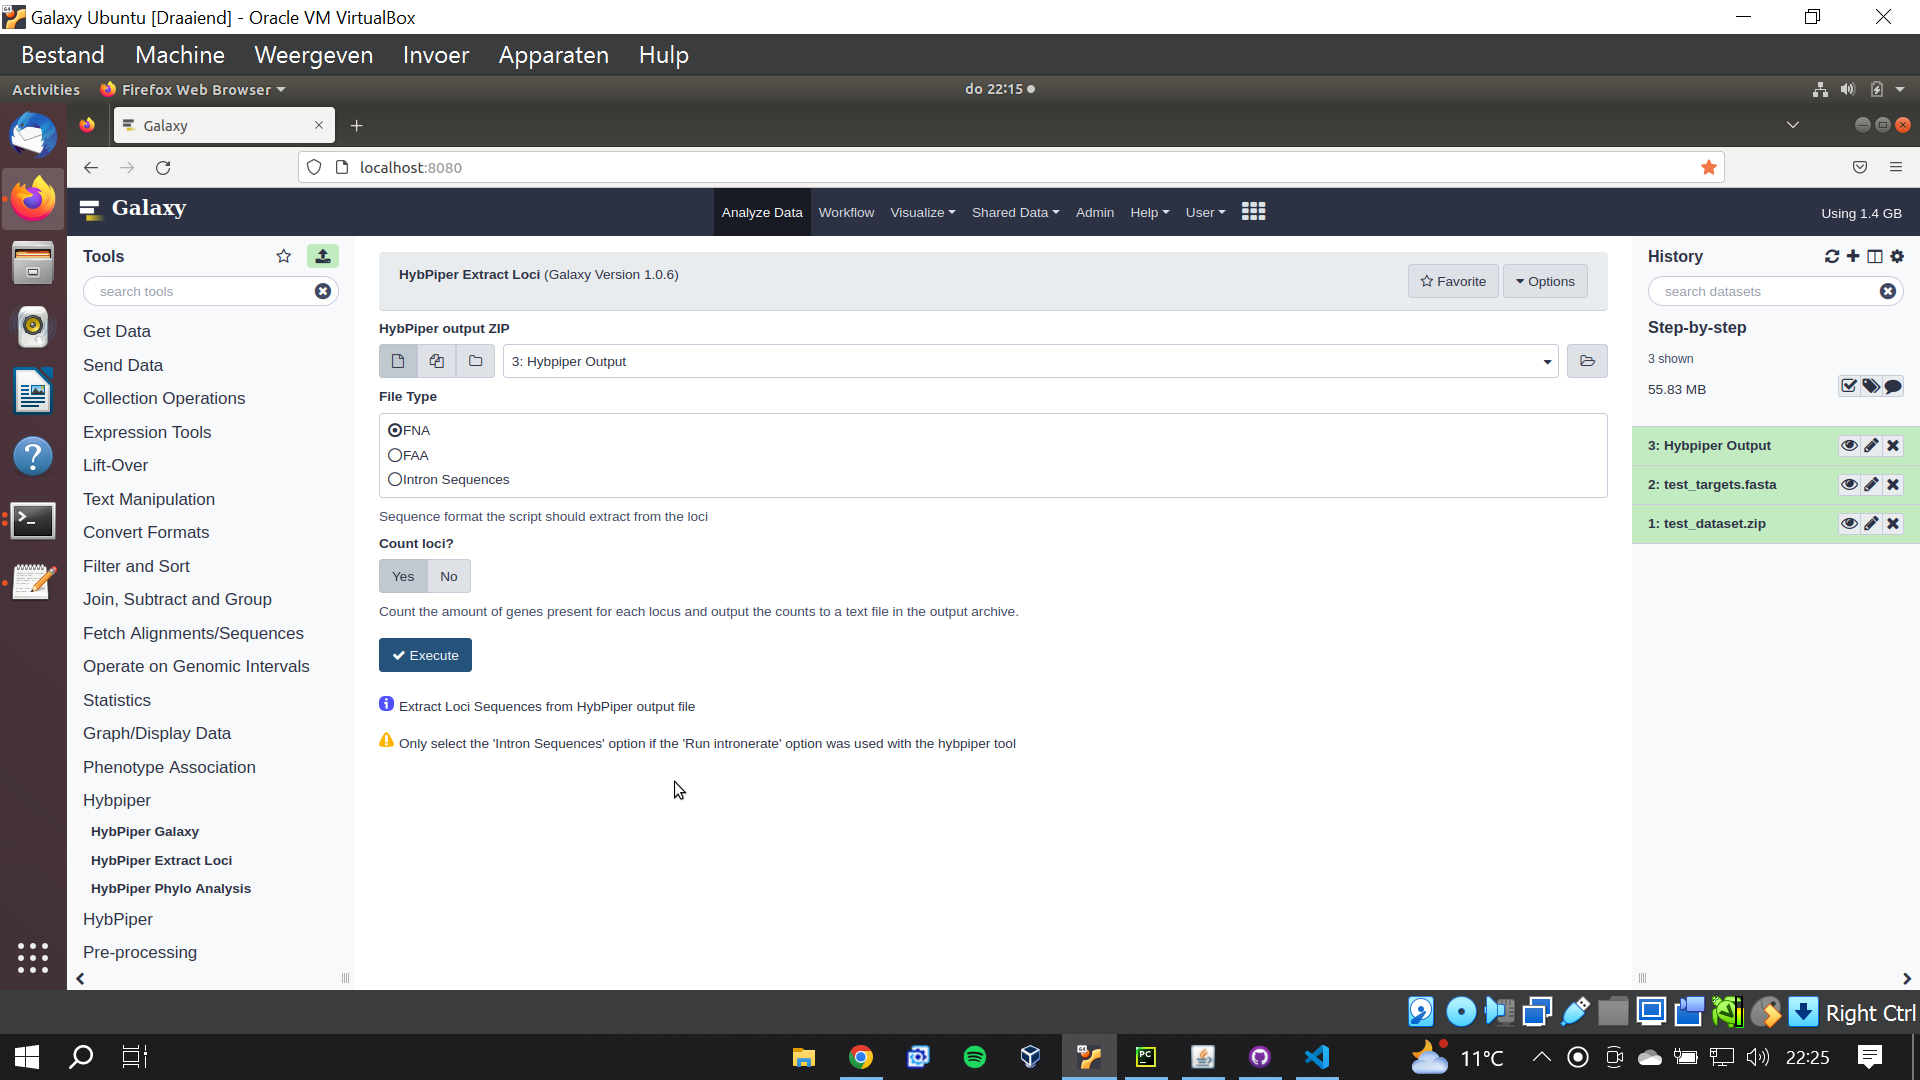 Galaxy Ubuntu [Draaiend] - Oracle VM VirtualBox
Bestand Machine Weergeven Invoer Apparaten Hulp
Activities Firefox Web Browser do 22:15
Galaxy
localhost:8080
Galaxy Analyze Data Workflow Visualize Shared Data Admin Help User Using 1.4 GB
Tools
search tools
Get Data
Send Data
Collection Operations
Expression Tools
Lift-Over
Text Manipulation
Convert Formats
Filter and Sort
Join, Subtract and Group
Fetch Alignments/Sequences
Operate on Genomic Intervals
Statistics
Graph/Display Data
Phenotype Association
Hybpiper
HybPiper Galaxy
HybPiper Extract Loci
HybPiper Phylo Analysis
HybPiper
Pre-processing
HybPiper Extract Loci (Galaxy Version 1.0.6)
Favorite Options
HybPiper output ZIP
3: Hybpiper Output
File Type
FNA
FAA
Intron Sequences
Sequence format the script should extract from the loci
Count loci?
Yes No
Count the amount of genes present for each locus and output the counts to a text file in the output archive.
Execute
Extract Loci Sequences from HybPiper output file
Only select the 'Intron Sequences' option if the 'Run intronerate' option was used with the hybpiper tool
History
search datasets
Step-by-step
3 shown
55.83 MB
3: Hybpiper Output
2: test_targets.fasta
1: test_dataset.zip
Right Ctrl
11°C 22:25